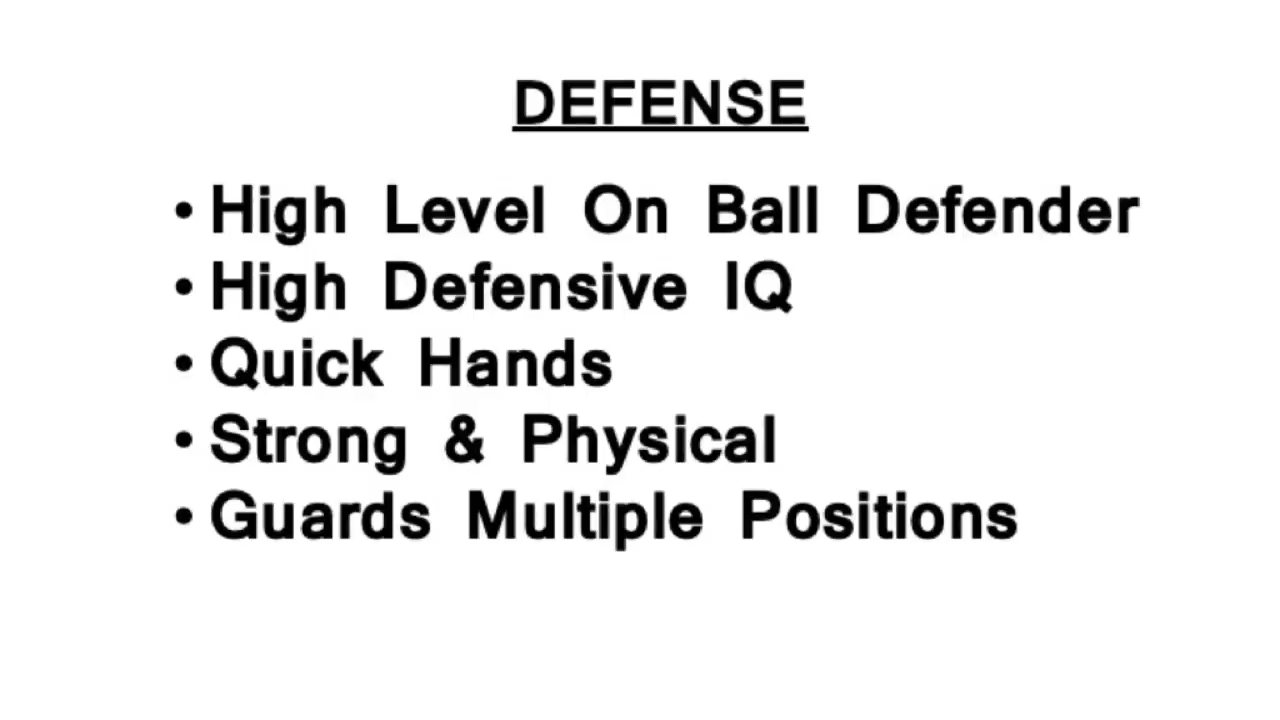 DEFENSE
• High Level On Ball Defender
• High Defensive IQ
• Quick Hands
• Strong & Physical
• Guards Multiple Positions